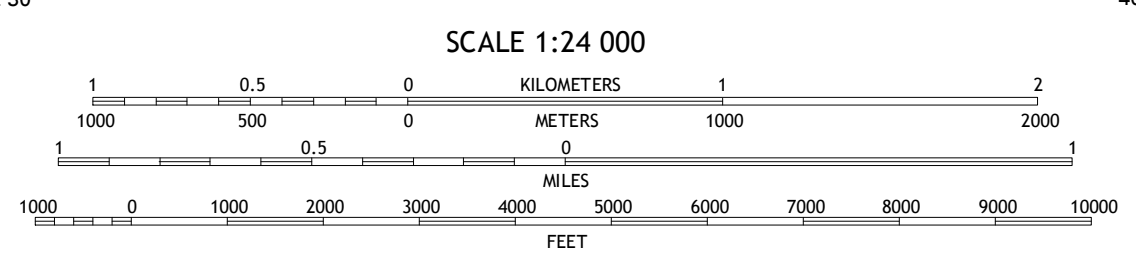 30
SCALE 1:24 000
1 0.5 0 KILOMETERS 1 2
1000 500 0 METERS 1000 2000
1 0.5 0 1
MILES
1000 0 1000 2000 3000 4000 5000 6000 7000 8000 9000 10000
FEET